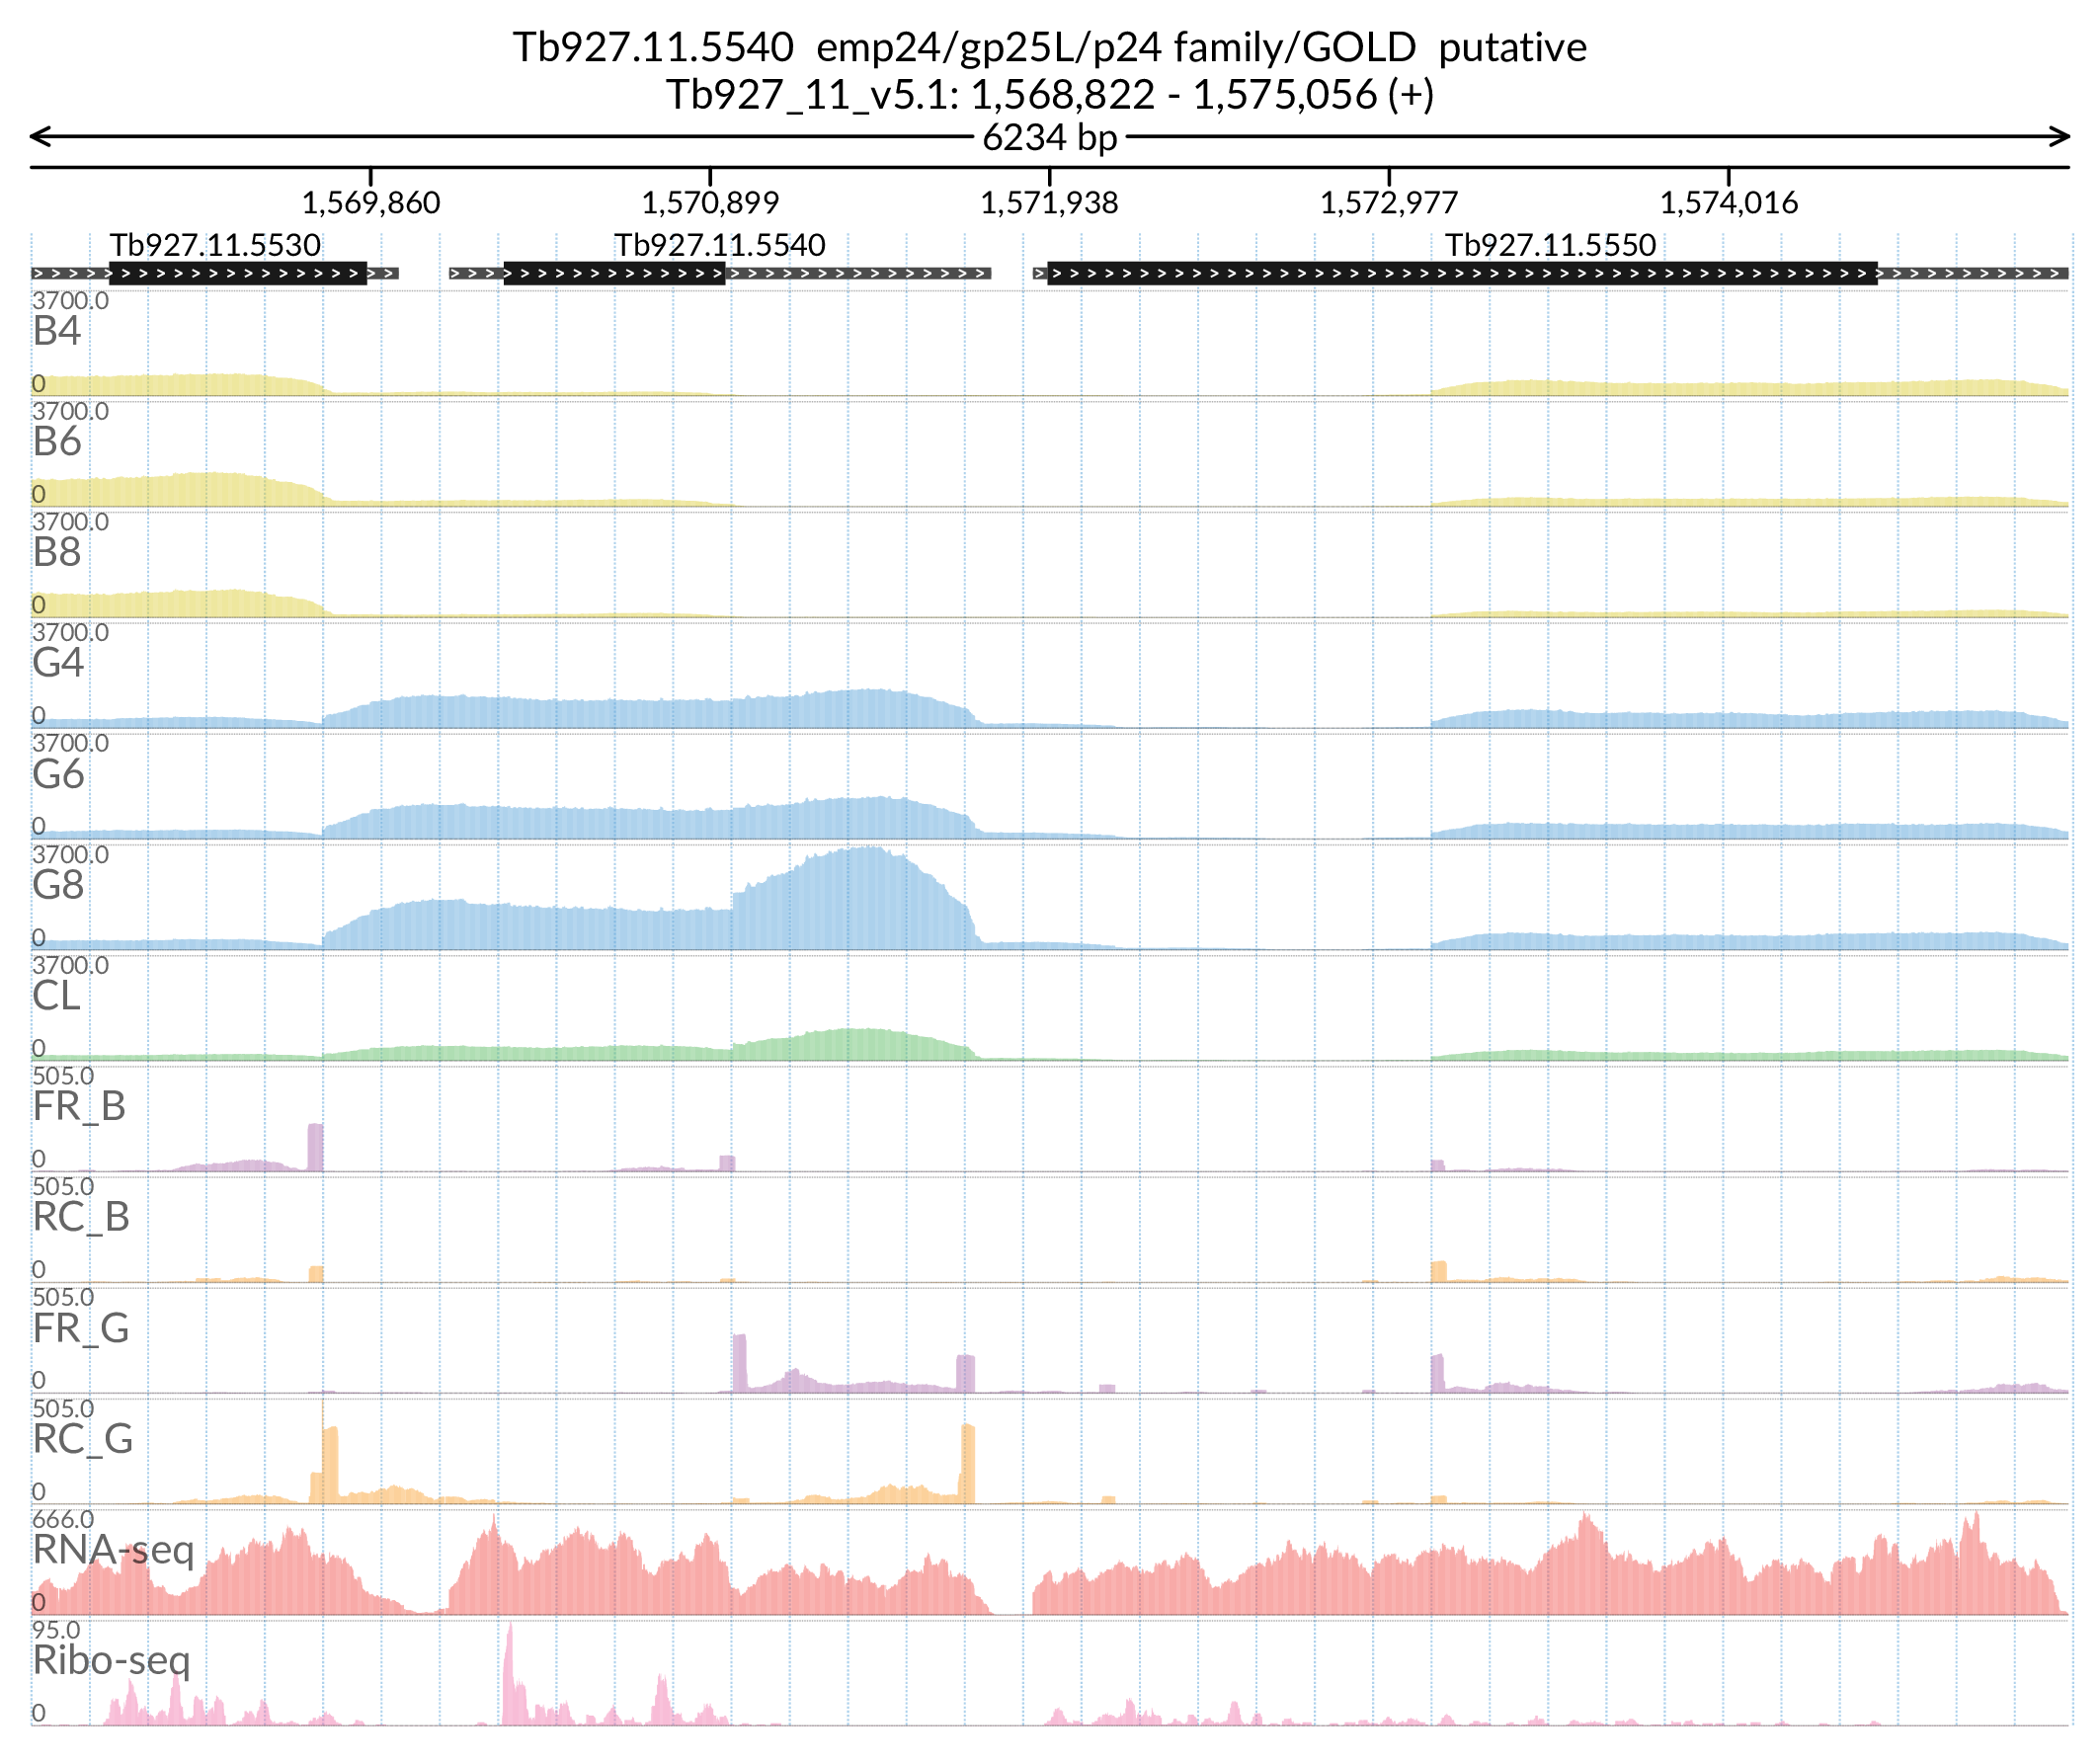 Tb927.11.5540 emp24/gp25L/p24 family/GOLD putative
Tb927_11_v5.1: 1,568,822 - 1,575,056 (+)
6234 bp
1,569,860 1,570,899 1,571,938 1,572,977 1,574,016
Tb927.11.5530 Tb927.11.5540 Tb927.11.5550
3700.0
B4
0
3700.0
B6
0
3700.0
B8
0
3700.0
G4
0
3700.0
G6
0
3700.0
G8
0
3700.0
CL
0
505.0
FR_B
0
505.0
RC_B
0
505.0
FR_G
0
505.0
RC_G
0
666.0
RNA-seq
0
95.0
Ribo-seq
0